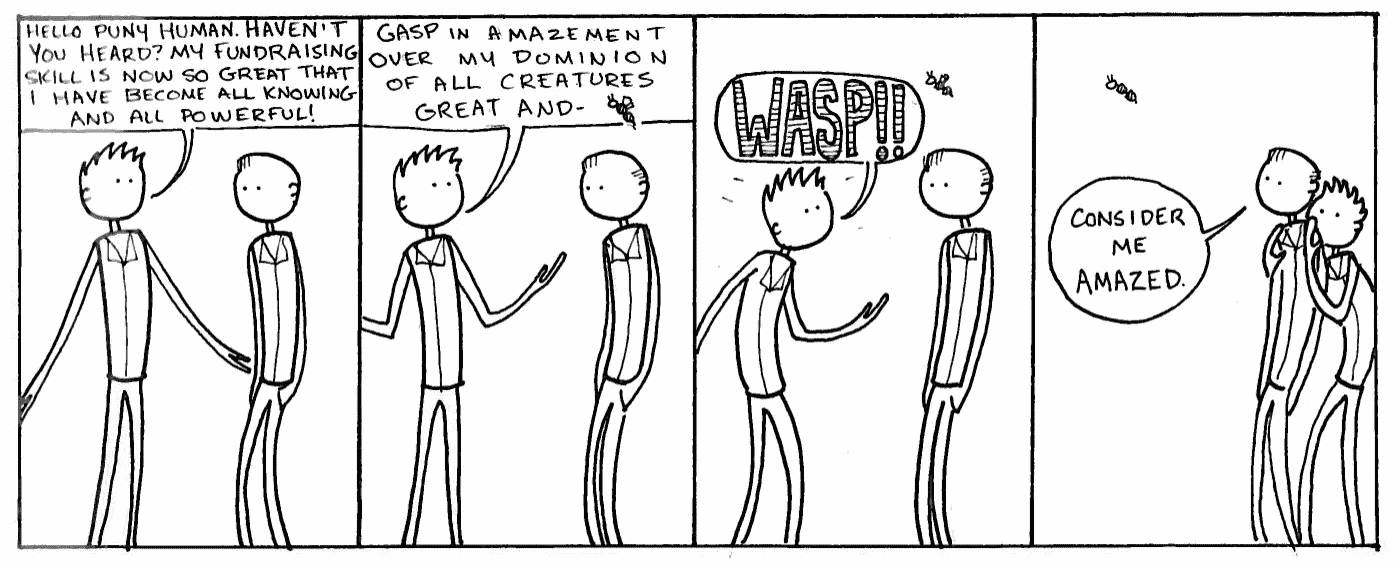 HELLO PUNY HUMAN. HAVEN'T
YOU HEARD? MY FUNDRAISING
SKILL IS NOW SO GREAT THAT
I HAVE BECOME ALL KNOWING
AND ALL POWERFUL!
GASP IN AMAZEMENT
OVER MY DOMINION
OF ALL CREATURES
GREAT AND-
WASP!!
CONSIDER
ME
AMAZED.